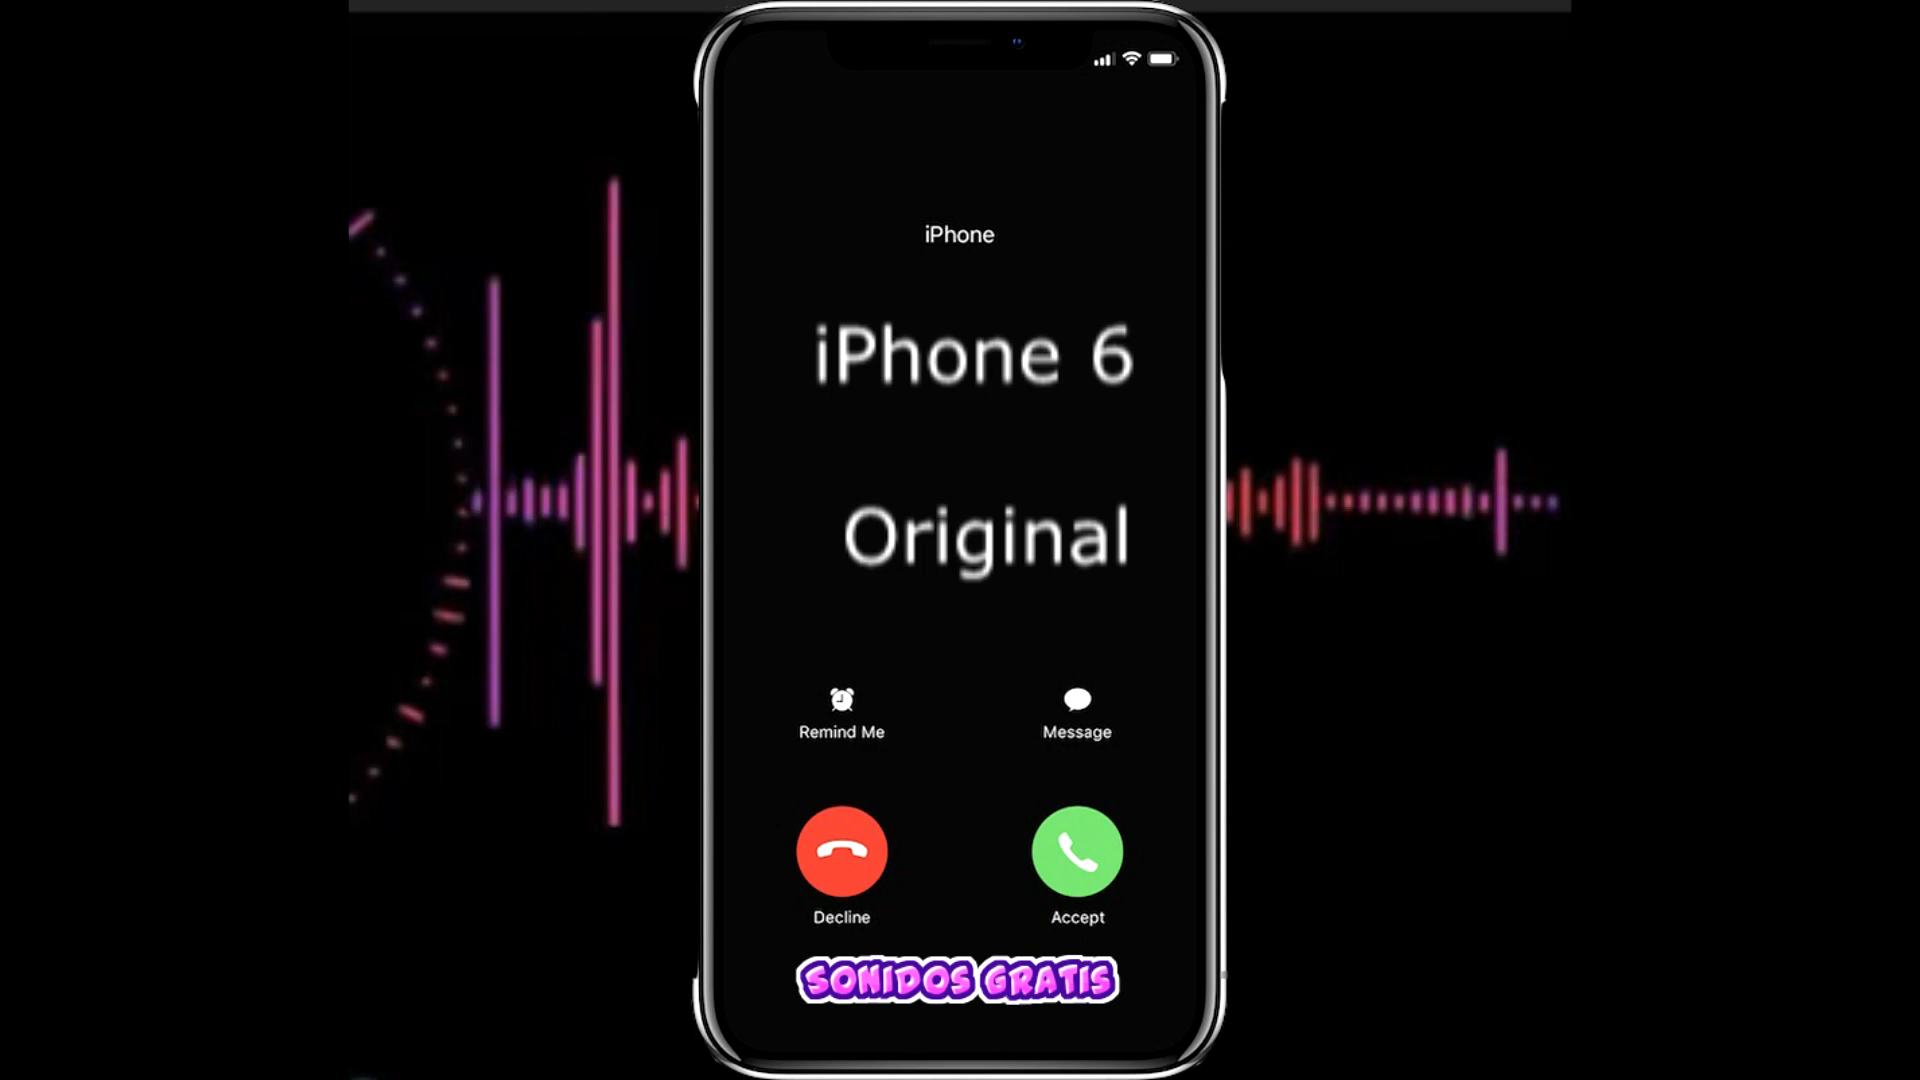 iPhone
iPhone 6
Original
Remind Me
Message
Decline
Accept
SONIDOS GRATIS